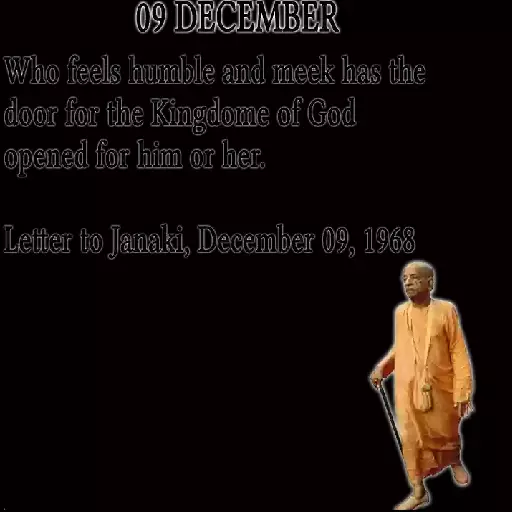 09 DECEMBER
Who feels humble and meek has the
door for the Kingdome of God
opened for him or her.
Letter to Janaki, December 09, 1968